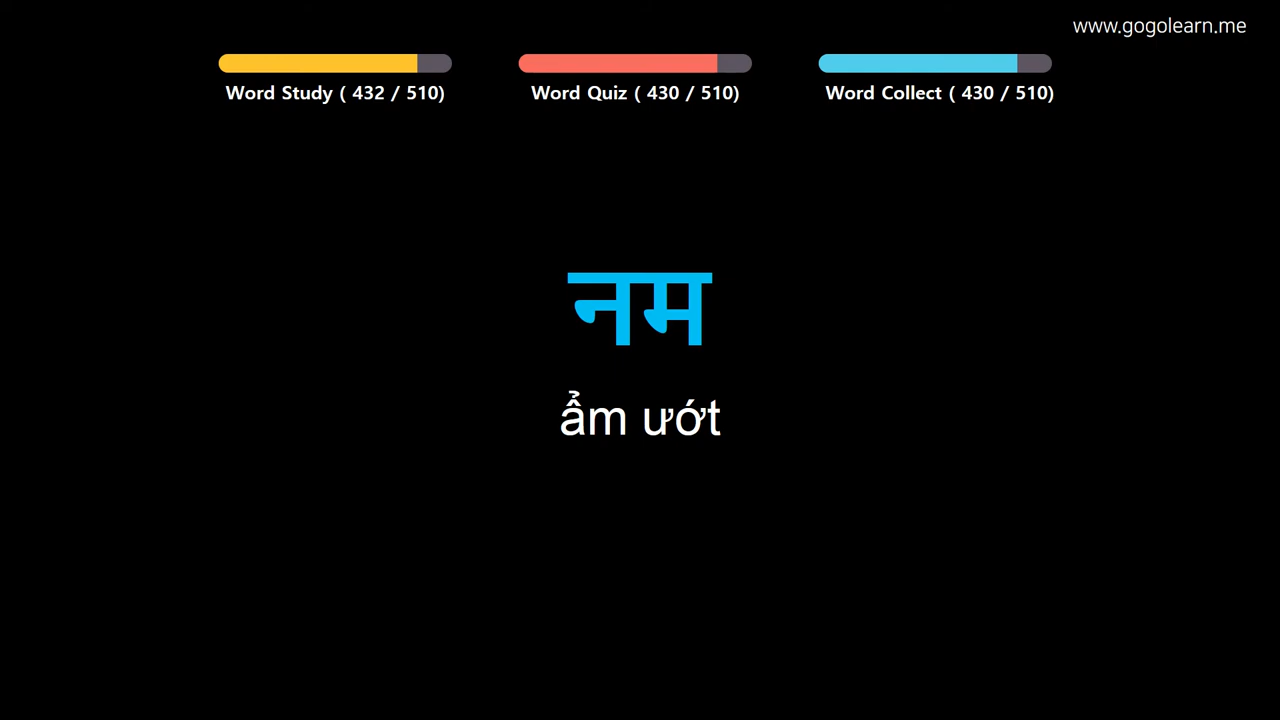 www.gogolearn.me
Word Study ( 432 / 510)
Word Quiz ( 430 / 510)
Word Collect ( 430 / 510)
नम
ẩm ướt